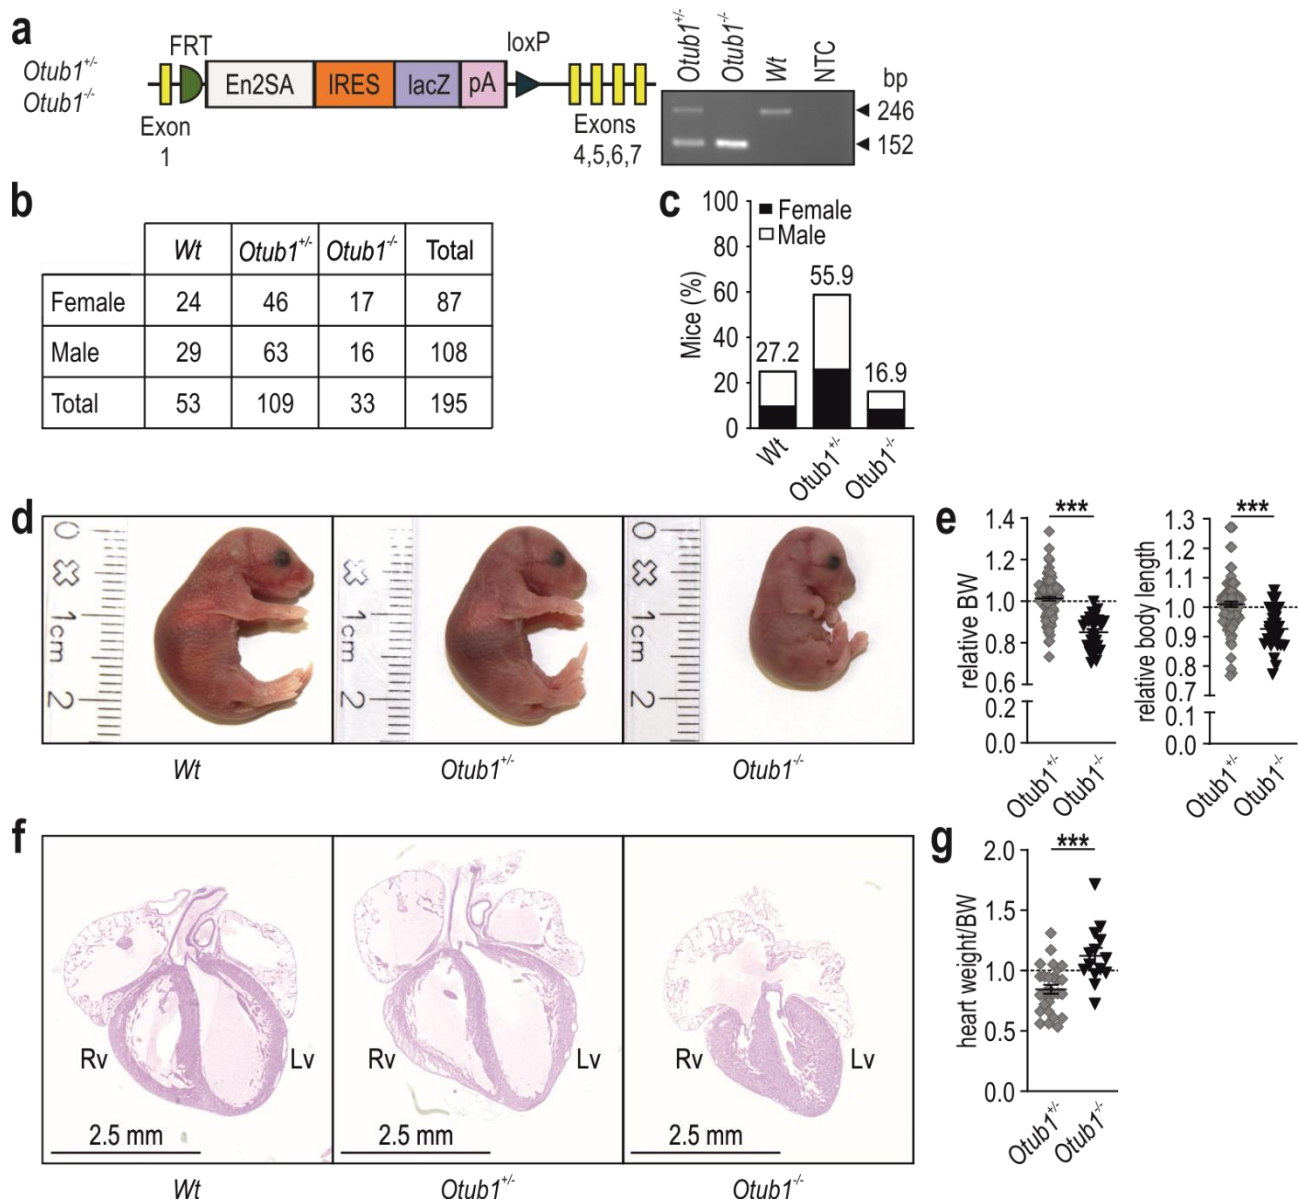 a
Otub1+/-
Otub1-/-
FRT
En2SA
IRES
lacZ
pA
loxP
Exon
1
Exons
4,5,6,7
Otub1+/-
Otub1-/-
Wt
NTC
bp
246
152
b
Wt Otub1+/- Otub1-/- Total
Female 24 46 17 87
Male 29 63 16 108
Total 53 109 33 195
c
Mice (%)
100
80
60
40
20
0
Female
Male
27.2
55.9
16.9
Wt
Otub1+/-
Otub1-/-
d
0
1cm
2
0
1cm
2
0
1cm
2
Wt
Otub1+/-
Otub1-/-
e
relative BW
1.4
1.2
1.0
0.8
0.6
0.2
0.0
***
Otub1+/-
Otub1-/-
relative body length
1.3
1.2
1.1
1.0
0.9
0.8
0.7
0.1
0.0
***
Otub1+/-
Otub1-/-
f
Rv Lv
2.5 mm
Rv Lv
2.5 mm
Rv Lv
2.5 mm
Wt
Otub1+/-
Otub1-/-
g
heart weight/BW
2.0
1.5
1.0
0.5
0.0
***
Otub1+/-
Otub1-/-